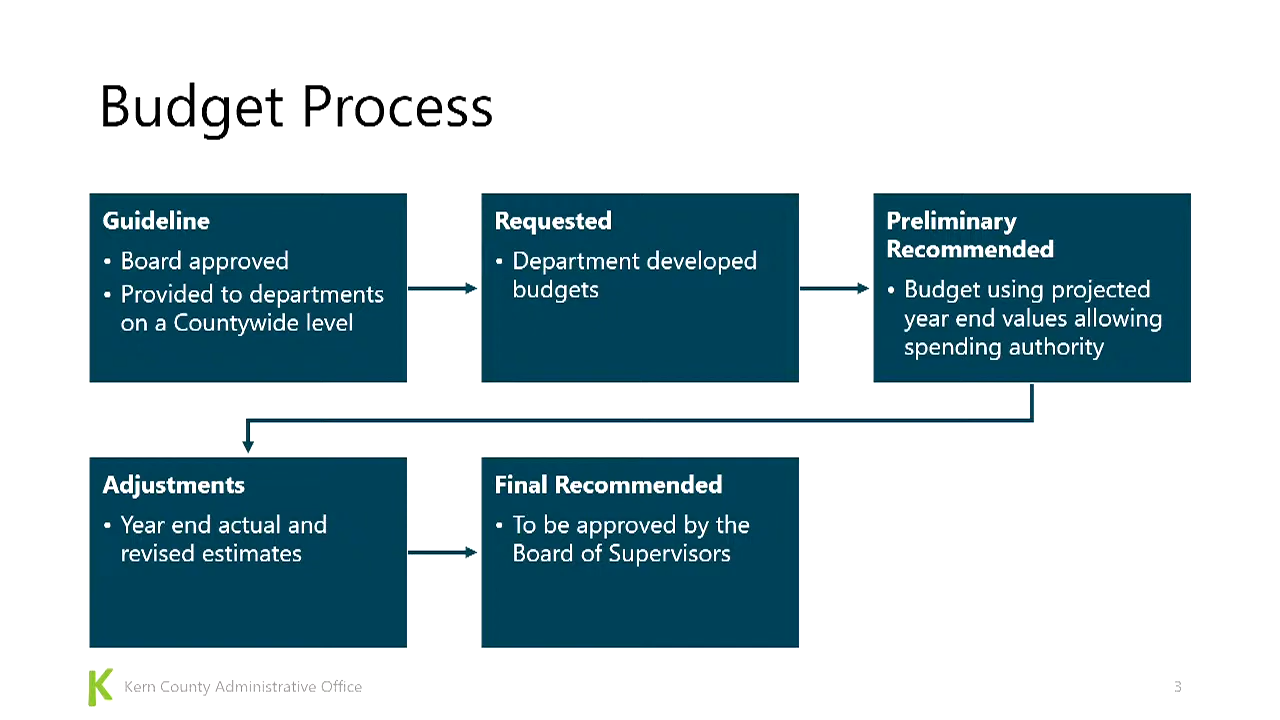 Budget Process
Guideline
• Board approved
• Provided to departments
on a Countywide level
Requested
• Department developed
budgets
Preliminary
Recommended
• Budget using projected
year end values allowing
spending authority
Adjustments
• Year end actual and
revised estimates
Final Recommended
• To be approved by the
Board of Supervisors
K Kern County Administrative Office
3